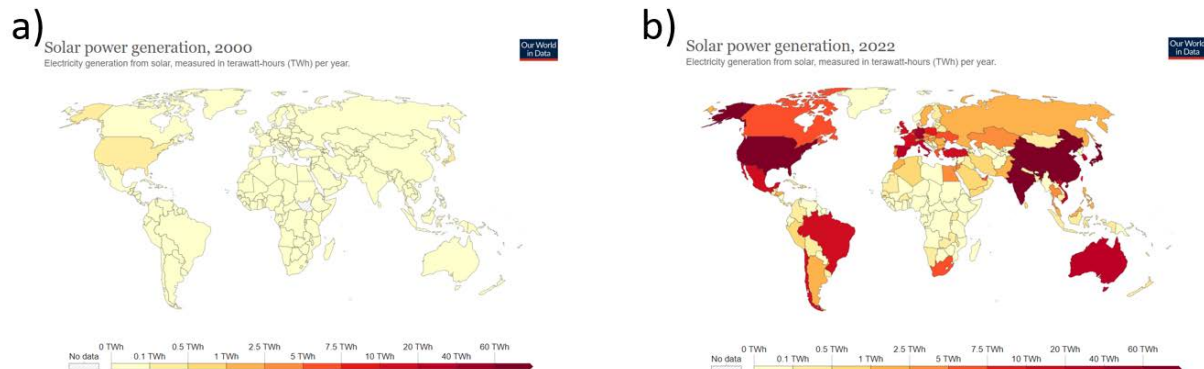 a)
Solar power generation, 2000
Electricity generation from solar, measured in terawatt-hours (TWh) per year.
Our World
in Data
0 TWh 0.5 TWh 2.5 TWh 7.5 TWh 20 TWh 60 TWh
No data 0.1 TWh 1 TWh 5 TWh 10 TWh 40 TWh
b)
Solar power generation, 2022
Electricity generation from solar, measured in terawatt-hours (TWh) per year.
Our World
in Data
0 TWh 0.5 TWh 2.5 TWh 7.5 TWh 20 TWh 60 TWh
No data 0.1 TWh 1 TWh 5 TWh 10 TWh 40 TWh